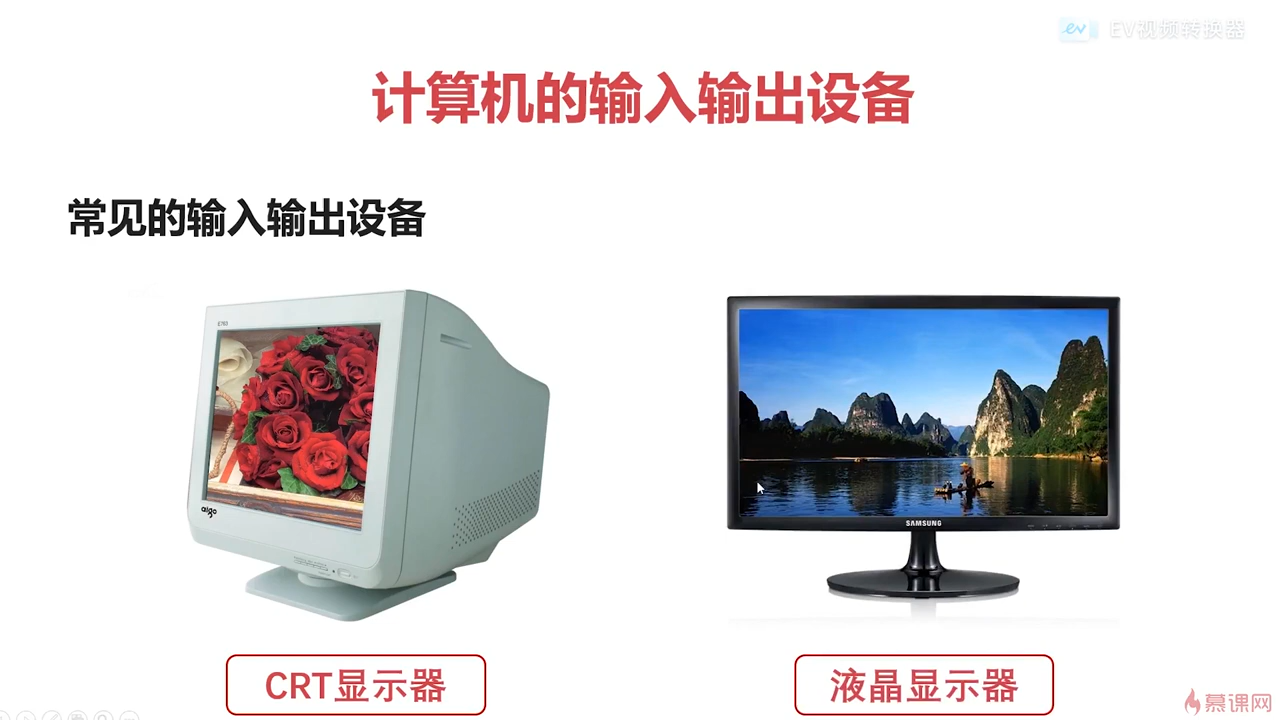 EV视频转换器
计算机的输入输出设备
常见的输入输出设备
E763
aigo
SAMSUNG
CRT显示器
液晶显示器
慕课网